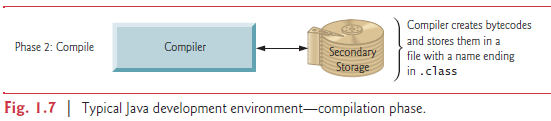 Phase 2: Compile
Compiler
Secondary
Storage
Compiler creates bytecodes
and stores them in a
file with a name ending
in .class
Fig. 1.7 | Typical Java development environment—compilation phase.